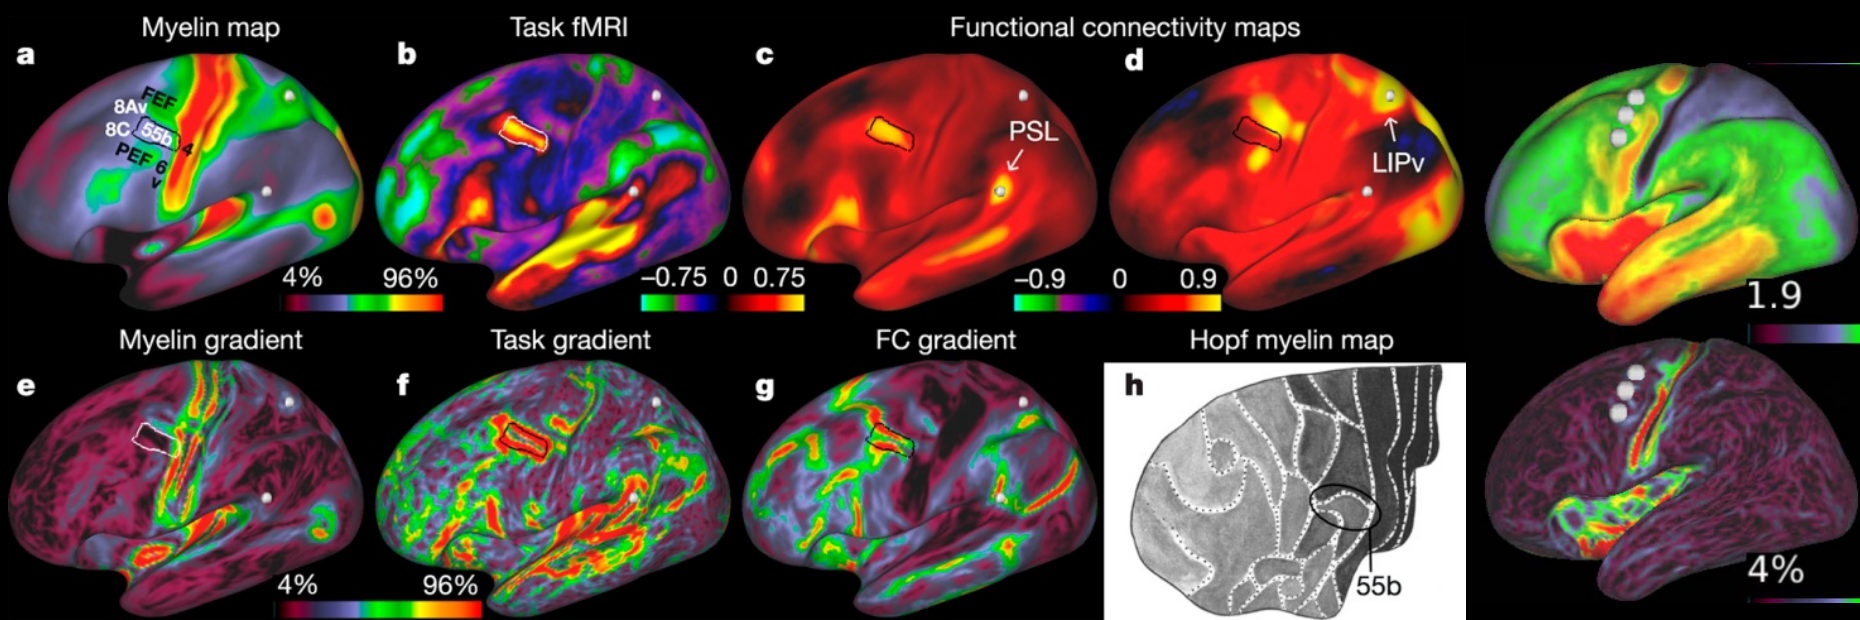 Myelin map
Task fMRI
Functional connectivity maps
a
b
c
d
FEF
8Av
8C
55b
4
PEF
6
v
PSL
LIPv
4%
96%
−0.75
0
0.75
−0.9
0
0.9
1.9
Myelin gradient
Task gradient
FC gradient
Hopf myelin map
e
f
g
h
55b
4%
96%
4%